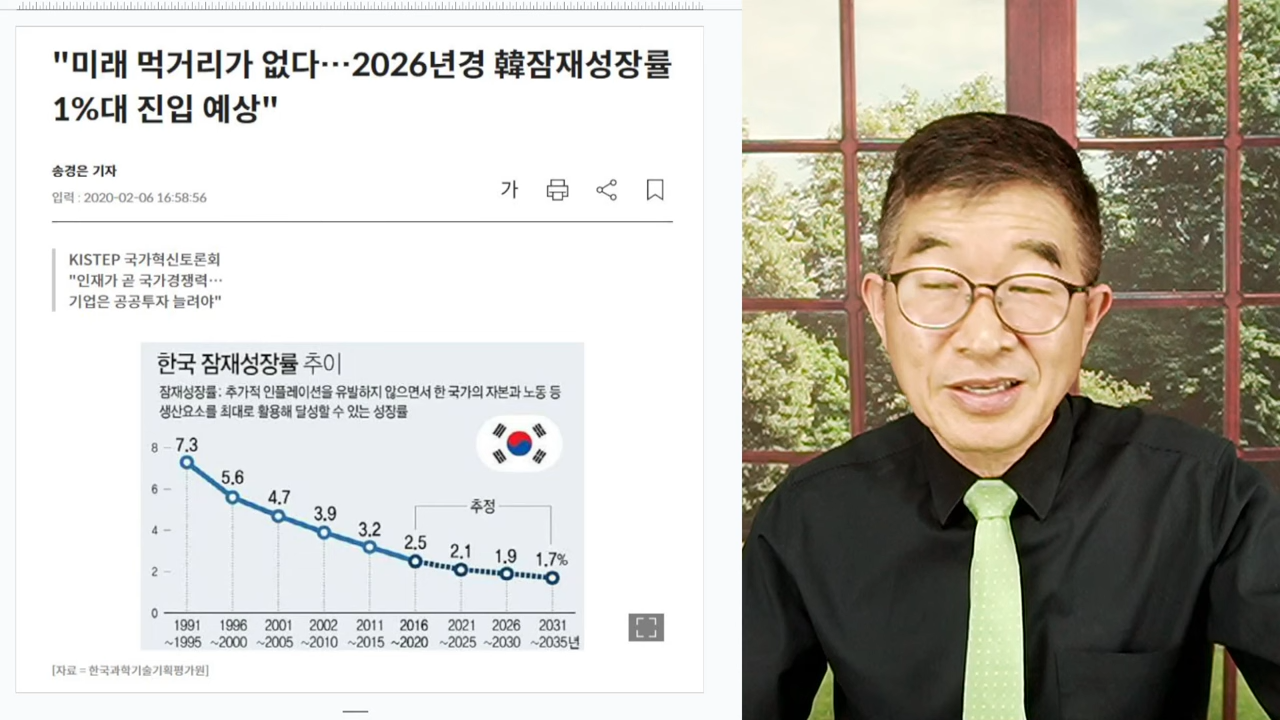 "미래 먹거리가 없다…2026년경 韓잠재성장률
1%대 진입 예상"
송경은 기자
입력 : 2020-02-06 16:58:56
가
KISTEP 국가혁신토론회
"인재가 곧 국가경쟁력…
기업은 공공투자 늘려야"
한국 잠재성장률 추이
잠재성장률 : 추가적 인플레이션을 유발하지 않으면서 한 국가의 자본과 노동 등
생산요소를 최대로 활용해 달성할 수 있는 성장률
8
7.3
6
5.6
4.7
4
3.9
3.2
추정
2.5
2.1
1.9
1.7%
2
0
1991 1996 2001 2002 2011 2016 2021 2026 2031
~1995 ~2000 ~2005 ~2010 ~2015 ~2020 ~2025 ~2030 ~2035년
[자료 = 한국과학기술기획평가원]